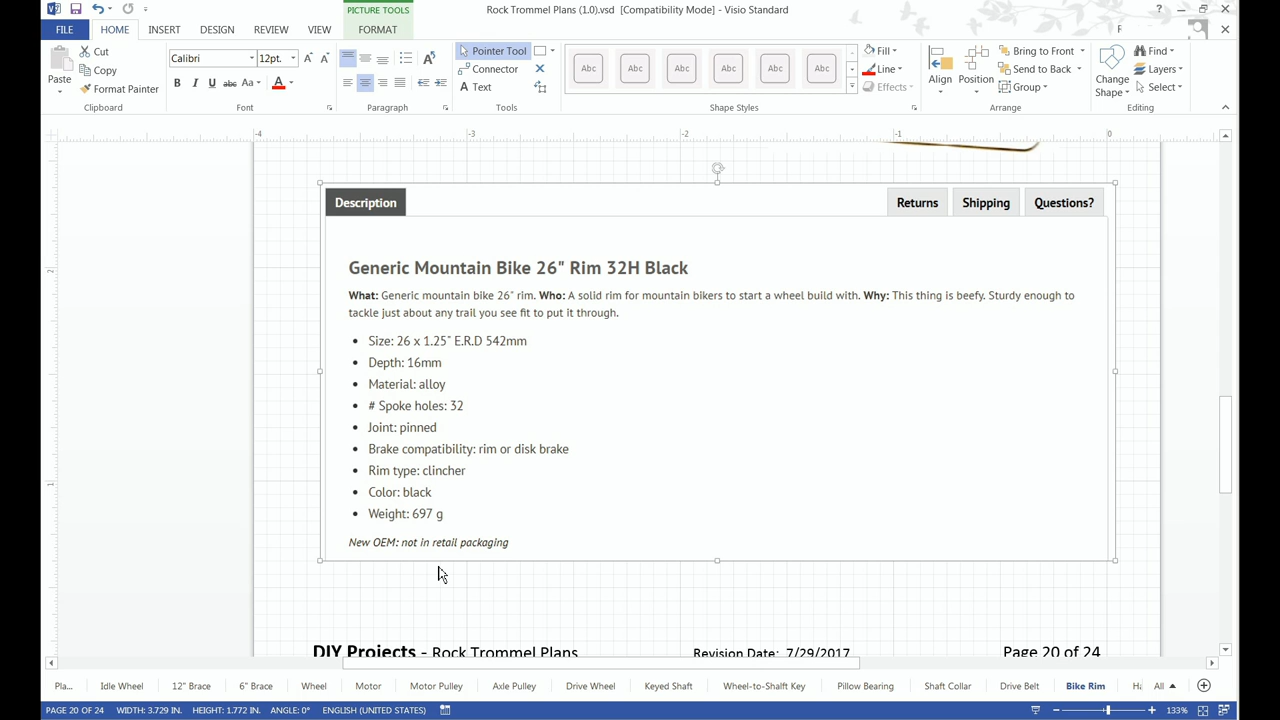 PICTURE TOOLS
Rock Trommel Plans (1.0).vsd [Compatibility Mode] - Visio Standard
FILE HOME INSERT DESIGN REVIEW VIEW FORMAT F
Paste
Cut
Copy
Format Painter
Calibri 12pt.
B I U abc Aa A
Pointer Tool
Connector
Text
Abc Abc Abc Abc Abc Abc
Fill
Line
Effects
Align Position
Bring to Front
Send to Back
Group
Change Shape
Find
Layers
Select
Clipboard Font Paragraph Tools Shape Styles Arrange Editing
-4 -3 -2 -1 0
2
1
Description Returns Shipping Questions?
Generic Mountain Bike 26" Rim 32H Black
What: Generic mountain bike 26" rim. Who: A solid rim for mountain bikers to start a wheel build with. Why: This thing is beefy. Sturdy enough to
tackle just about any trail you see fit to put it through.
• Size: 26 x 1.25" E.R.D 542mm
• Depth: 16mm
• Material: alloy
• # Spoke holes: 32
• Joint: pinned
• Brake compatibility: rim or disk brake
• Rim type: clincher
• Color: black
• Weight: 697 g
New OEM: not in retail packaging
DIY Projects - Rock Trommel Plans Revision Date: 7/29/2017 Page 20 of 24
Pla... Idle Wheel 12" Brace 6" Brace Wheel Motor Motor Pulley Axle Pulley Drive Wheel Keyed Shaft Wheel-to-Shaft Key Pillow Bearing Shaft Collar Drive Belt Bike Rim All
PAGE 20 OF 24 WIDTH: 3.729 IN. HEIGHT: 1.772 IN. ANGLE: 0° ENGLISH (UNITED STATES) 133%